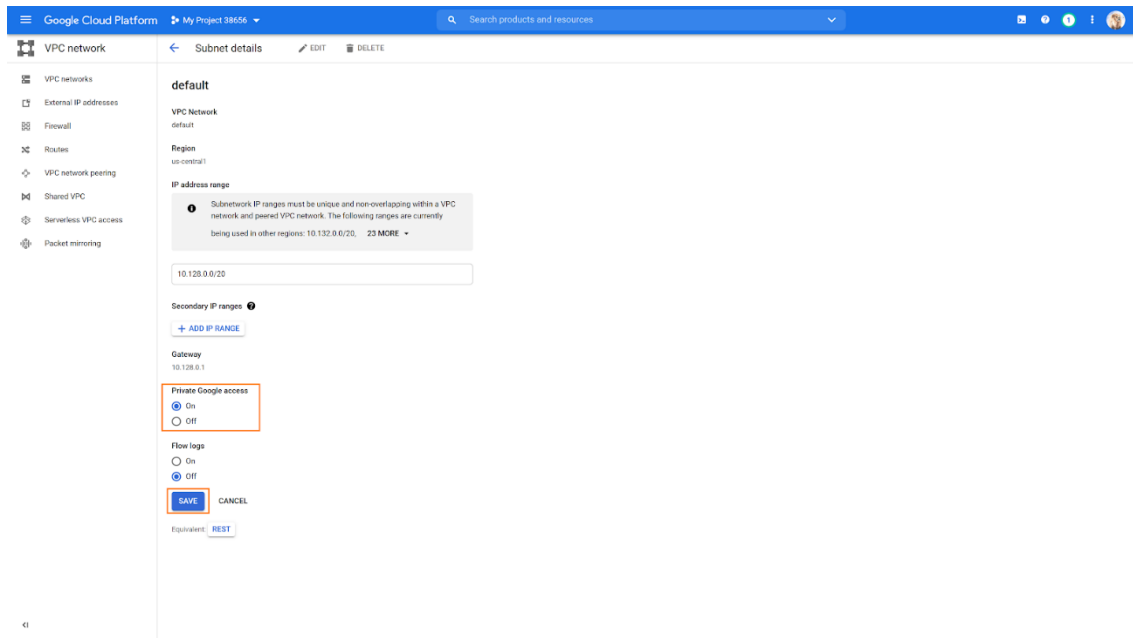 Google Cloud Platform
My Project 38656
Search products and resources
1
VPC network
Subnet details
EDIT
DELETE
VPC networks
External IP addresses
Firewall
Routes
VPC network peering
Shared VPC
Serverless VPC access
Packet mirroring
default
VPC Network
default
Region
us-central1
IP address range
Subnetwork IP ranges must be unique and non-overlapping within a VPC
network and peered VPC network. The following ranges are currently
being used in other regions: 10.132.0.0/20, 23 MORE
10.128.0.0/20
Secondary IP ranges
+ ADD IP RANGE
Gateway
10.128.0.1
Private Google access
On
Off
Flow logs
On
Off
SAVE CANCEL
Equivalent: REST